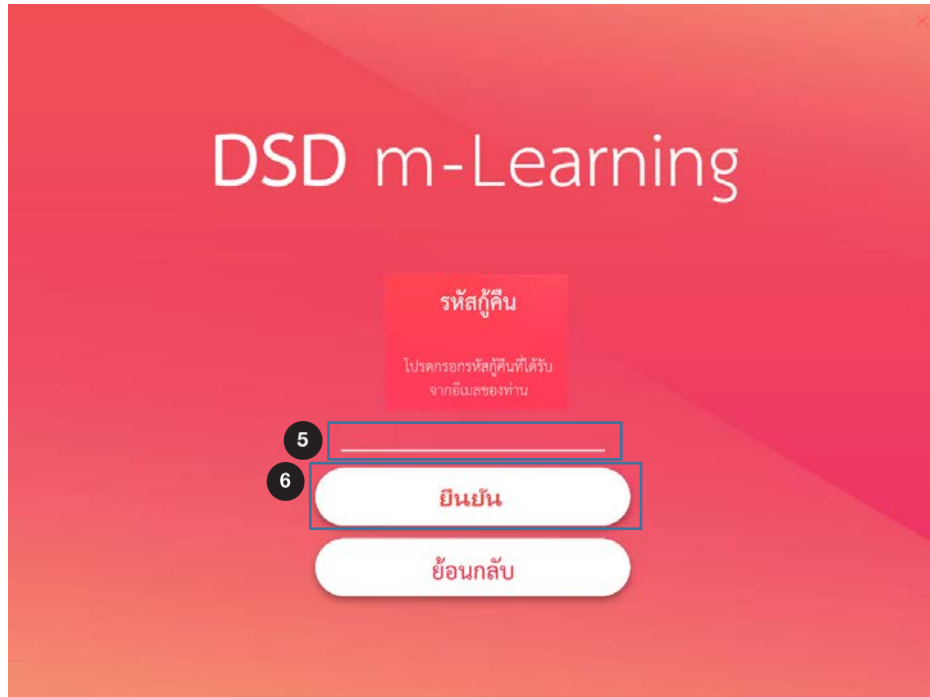 DSD m-Learning
รหัสกู้คืน
โปรดกรอกรหัสกู้คืนที่ได้รับ
จากอีเมลของท่าน
5
6
ยืนยัน
ย้อนกลับ